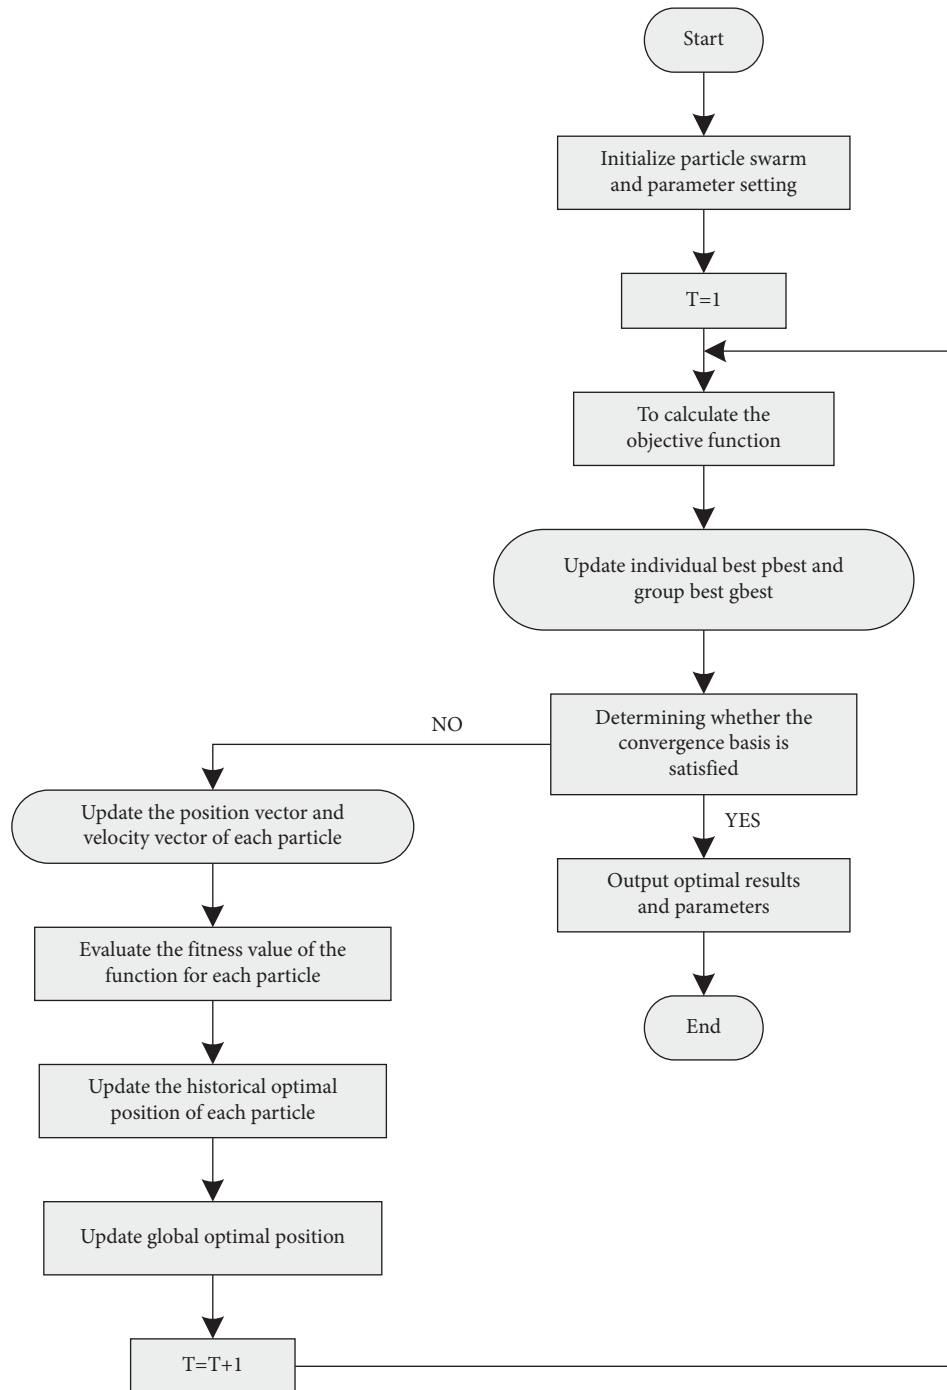 Start
Initialize particle swarm
and parameter setting
T=1
To calculate the
objective function
Update individual best pbest and
group best gbest
Determining whether the
convergence basis is
satisfied
NO
YES
Update the position vector and
velocity vector of each particle
Output optimal results
and parameters
Evaluate the fitness value of the
function for each particle
End
Update the historical optimal
position of each particle
Update global optimal position
T=T+1